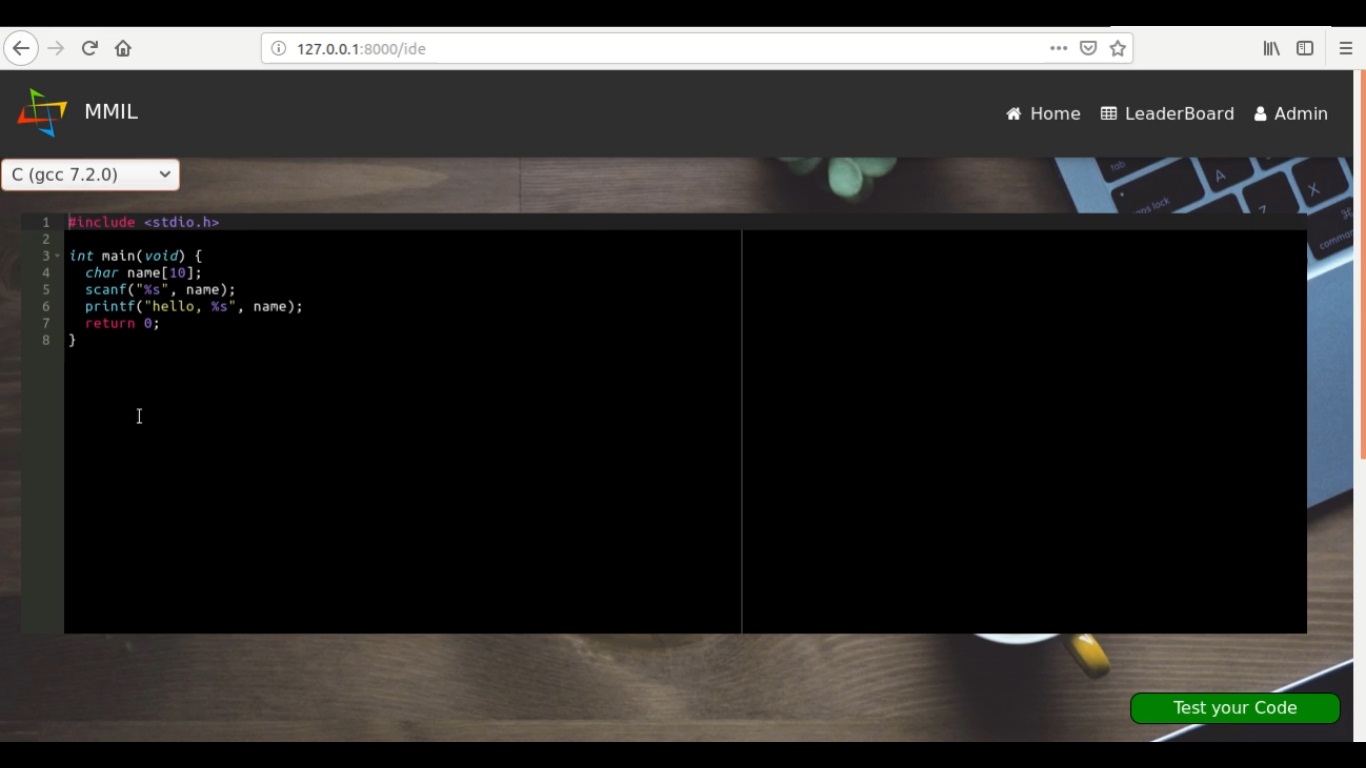 127.0.0.1:8000/ide
MMIL
Home
LeaderBoard
Admin
C (gcc 7.2.0)
tab
A
X
1 #include <stdio.h>
2
3 int main(void) {
4 char name[10];
5 scanf("%s", name);
6 printf("hello, %s", name);
7 return 0;
8 }
Test your Code